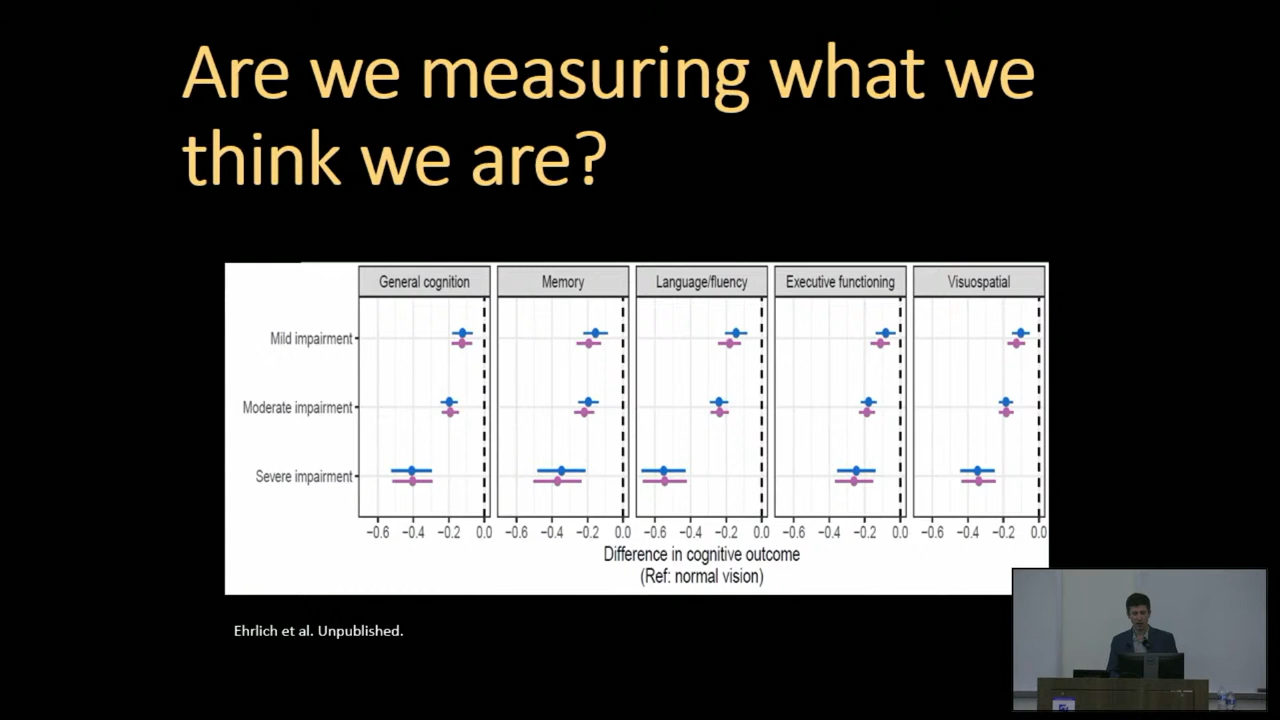 Are we measuring what we
think we are?
General cognition Memory Language/fluency Executive functioning Visuospatial
Mild impairment
Moderate impairment
Severe impairment
−0.6 −0.4 −0.2 0.0 −0.6 −0.4 −0.2 0.0 −0.6 −0.4 −0.2 0.0 −0.6 −0.4 −0.2 0.0 −0.6 −0.4 −0.2 0.0
Difference in cognitive outcome
(Ref: normal vision)
Ehrlich et al. Unpublished.